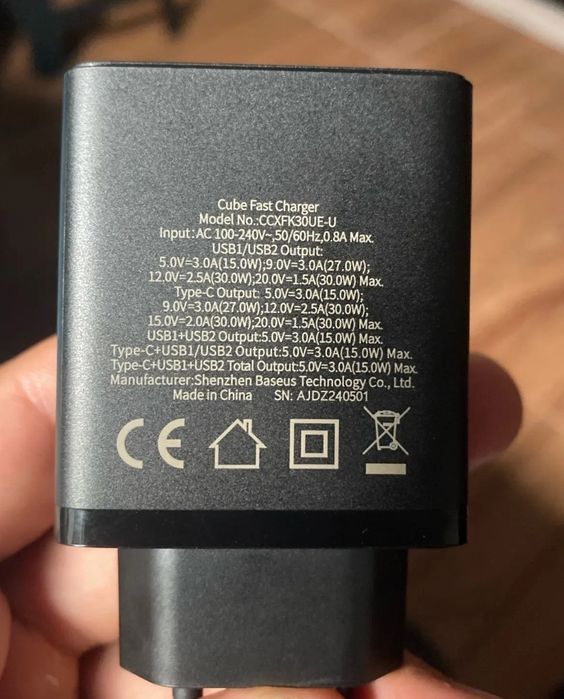 Cube Fast Charger
Model No.:CCXFK30UE-U
Input:AC 100-240V~,50/60Hz,0.8A Max.
USB1/USB2 Output:
5.0V=3.0A(15.0W);9.0V=3.0A(27.0W);
12.0V=2.5A(30.0W);20.0V=1.5A(30.0W) Max.
Type-C Output: 5.0V=3.0A(15.0W);
9.0V=3.0A(27.0W);12.0V=2.5A(30.0W);
15.0V=2.0A(30.0W);20.0V=1.5A(30.0W) Max.
USB1+USB2 Output:5.0V=3.0A(15.0W) Max.
Type-C+USB1/USB2 Output:5.0V=3.0A(15.0W) Max.
Type-C+USB1+USB2 Total Output:5.0V=3.0A(15.0W) Max.
Manufacturer:Shenzhen Baseus Technology Co., Ltd.
Made in China SN: AJDZ240501
CE